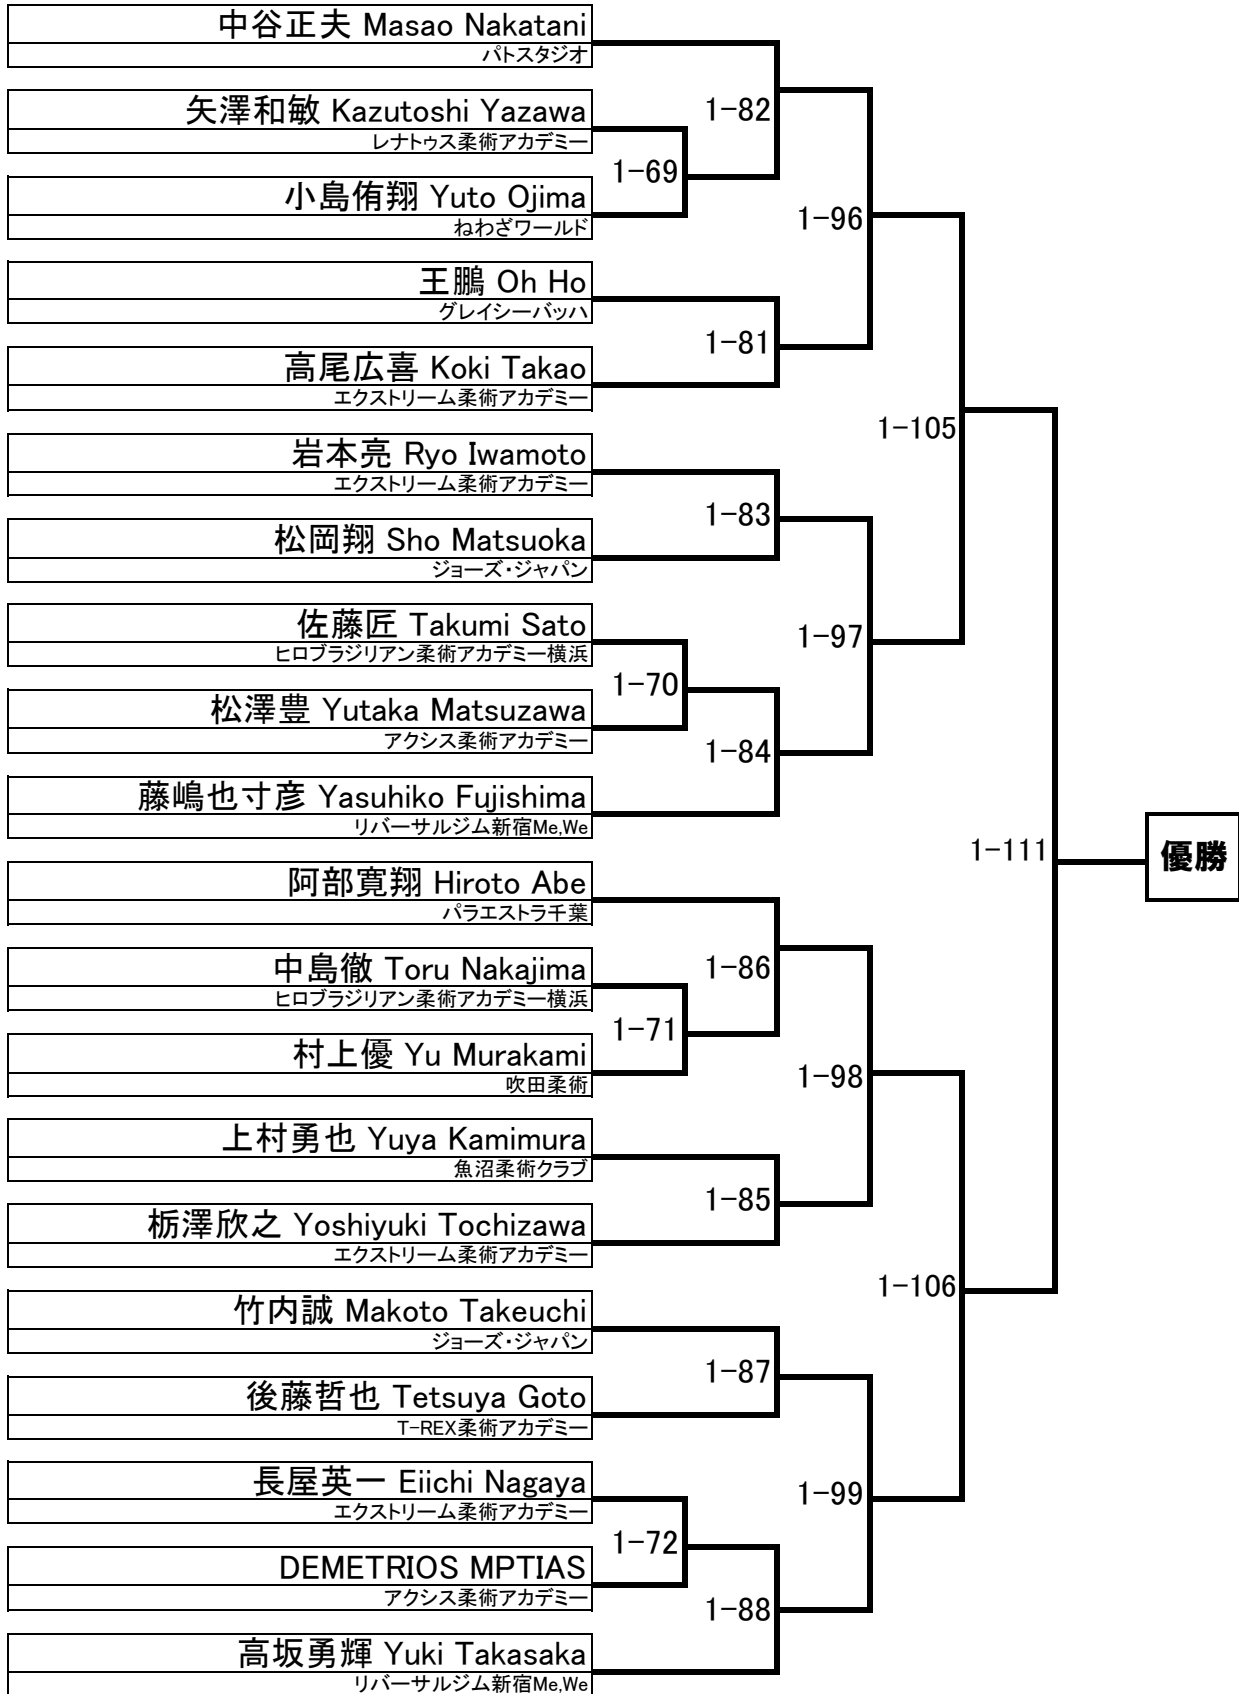 中谷正夫 Masao Nakatani
パトスタジオ
矢澤和敏 Kazutoshi Yazawa
レナトゥス柔術アカデミー
小島侑翔 Yuto Ojima
ねわざワールド
王鵬 Oh Ho
グレイシーバッハ
高尾広喜 Koki Takao
エクストリーム柔術アカデミー
岩本亮 Ryo Iwamoto
エクストリーム柔術アカデミー
松岡翔 Sho Matsuoka
ジョーズ・ジャパン
佐藤匠 Takumi Sato
ヒロブラジリアン柔術アカデミー横浜
松澤豊 Yutaka Matsuzawa
アクシス柔術アカデミー
藤嶋也寸彦 Yasuhiko Fujishima
リバーサルジム新宿Me,We
阿部寛翔 Hiroto Abe
パラエストラ千葉
中島徹 Toru Nakajima
ヒロブラジリアン柔術アカデミー横浜
村上優 Yu Murakami
吹田柔術
上村勇也 Yuya Kamimura
魚沼柔術クラブ
栃澤欣之 Yoshiyuki Tochizawa
エクストリーム柔術アカデミー
竹内誠 Makoto Takeuchi
ジョーズ・ジャパン
後藤哲也 Tetsuya Goto
T-REX柔術アカデミー
長屋英一 Eiichi Nagaya
エクストリーム柔術アカデミー
DEMETRIOS MPTIAS
アクシス柔術アカデミー
高坂勇輝 Yuki Takasaka
リバーサルジム新宿Me,We
1-69
1-70
1-71
1-72
1-82
1-81
1-83
1-84
1-86
1-85
1-87
1-88
1-96
1-97
1-98
1-99
1-105
1-106
1-111
優勝